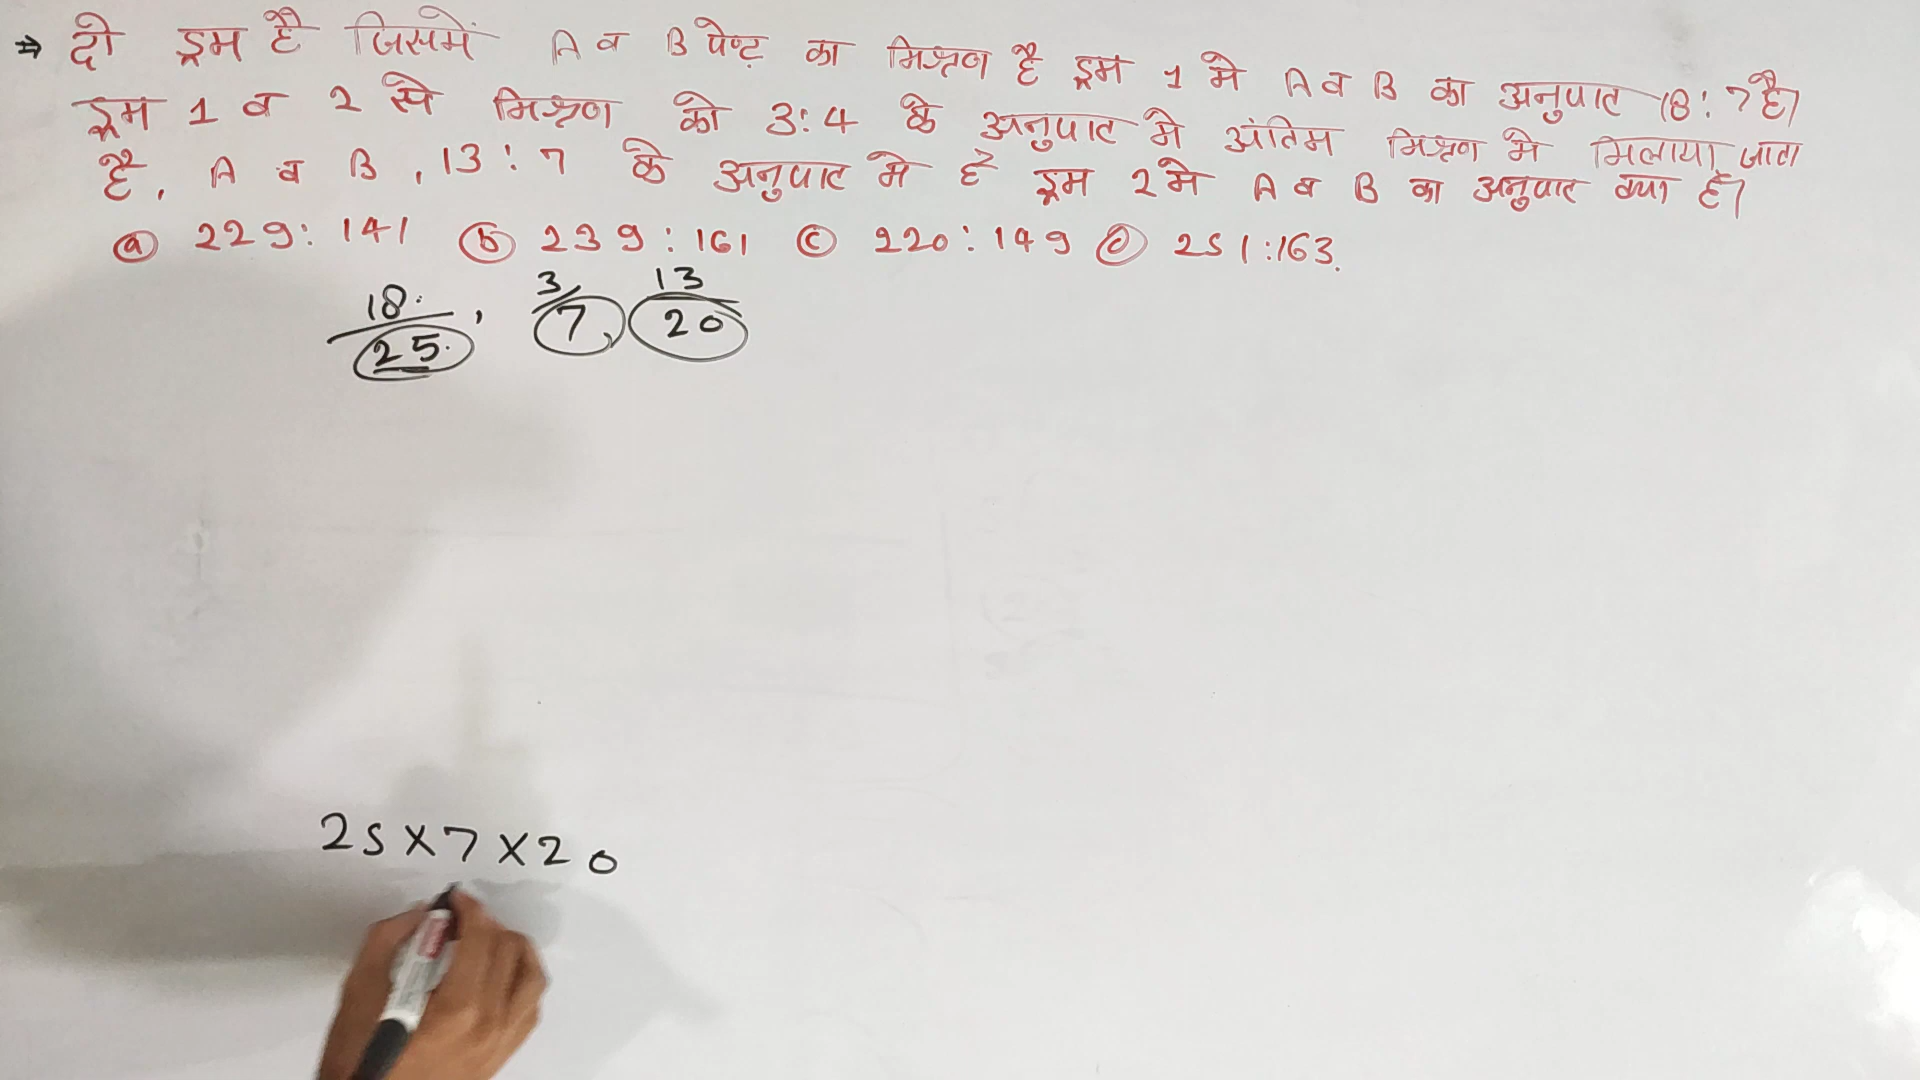 ⇒ दो ड्रम है जिसमें A व B पेन्ट का मिश्रण है ड्रम 1 मे A व B का अनुपात 18:7 है।
ड्रम 1 व 2 से मिश्रण को 3:4 के अनुपात मे अंतिम मिश्रण मे मिलाया जाता
है, A व B, 13:7 के अनुपात मे है ड्रम 2 मे A व B का अनुपात क्या है।
ⓐ 229:141 ⓑ 239:161 ⓒ 220:149 ⓓ 251:163.
18/25, 3/7, 13/20
25×7×20